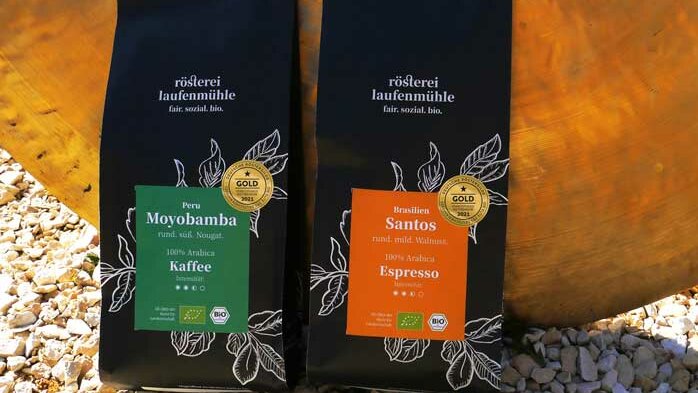 rösterei
laufenmühle
fair. sozial. bio.
GOLD
2021
Peru
Moyobamba
rund. süß. Nougat.
100% Arabica
Kaffee
Intensität:
BiO
rösterei
laufenmühle
fair. sozial. bio.
GOLD
2021
Brasilien
Santos
rund. mild. Walnuss.
100% Arabica
Espresso
Intensität:
BiO